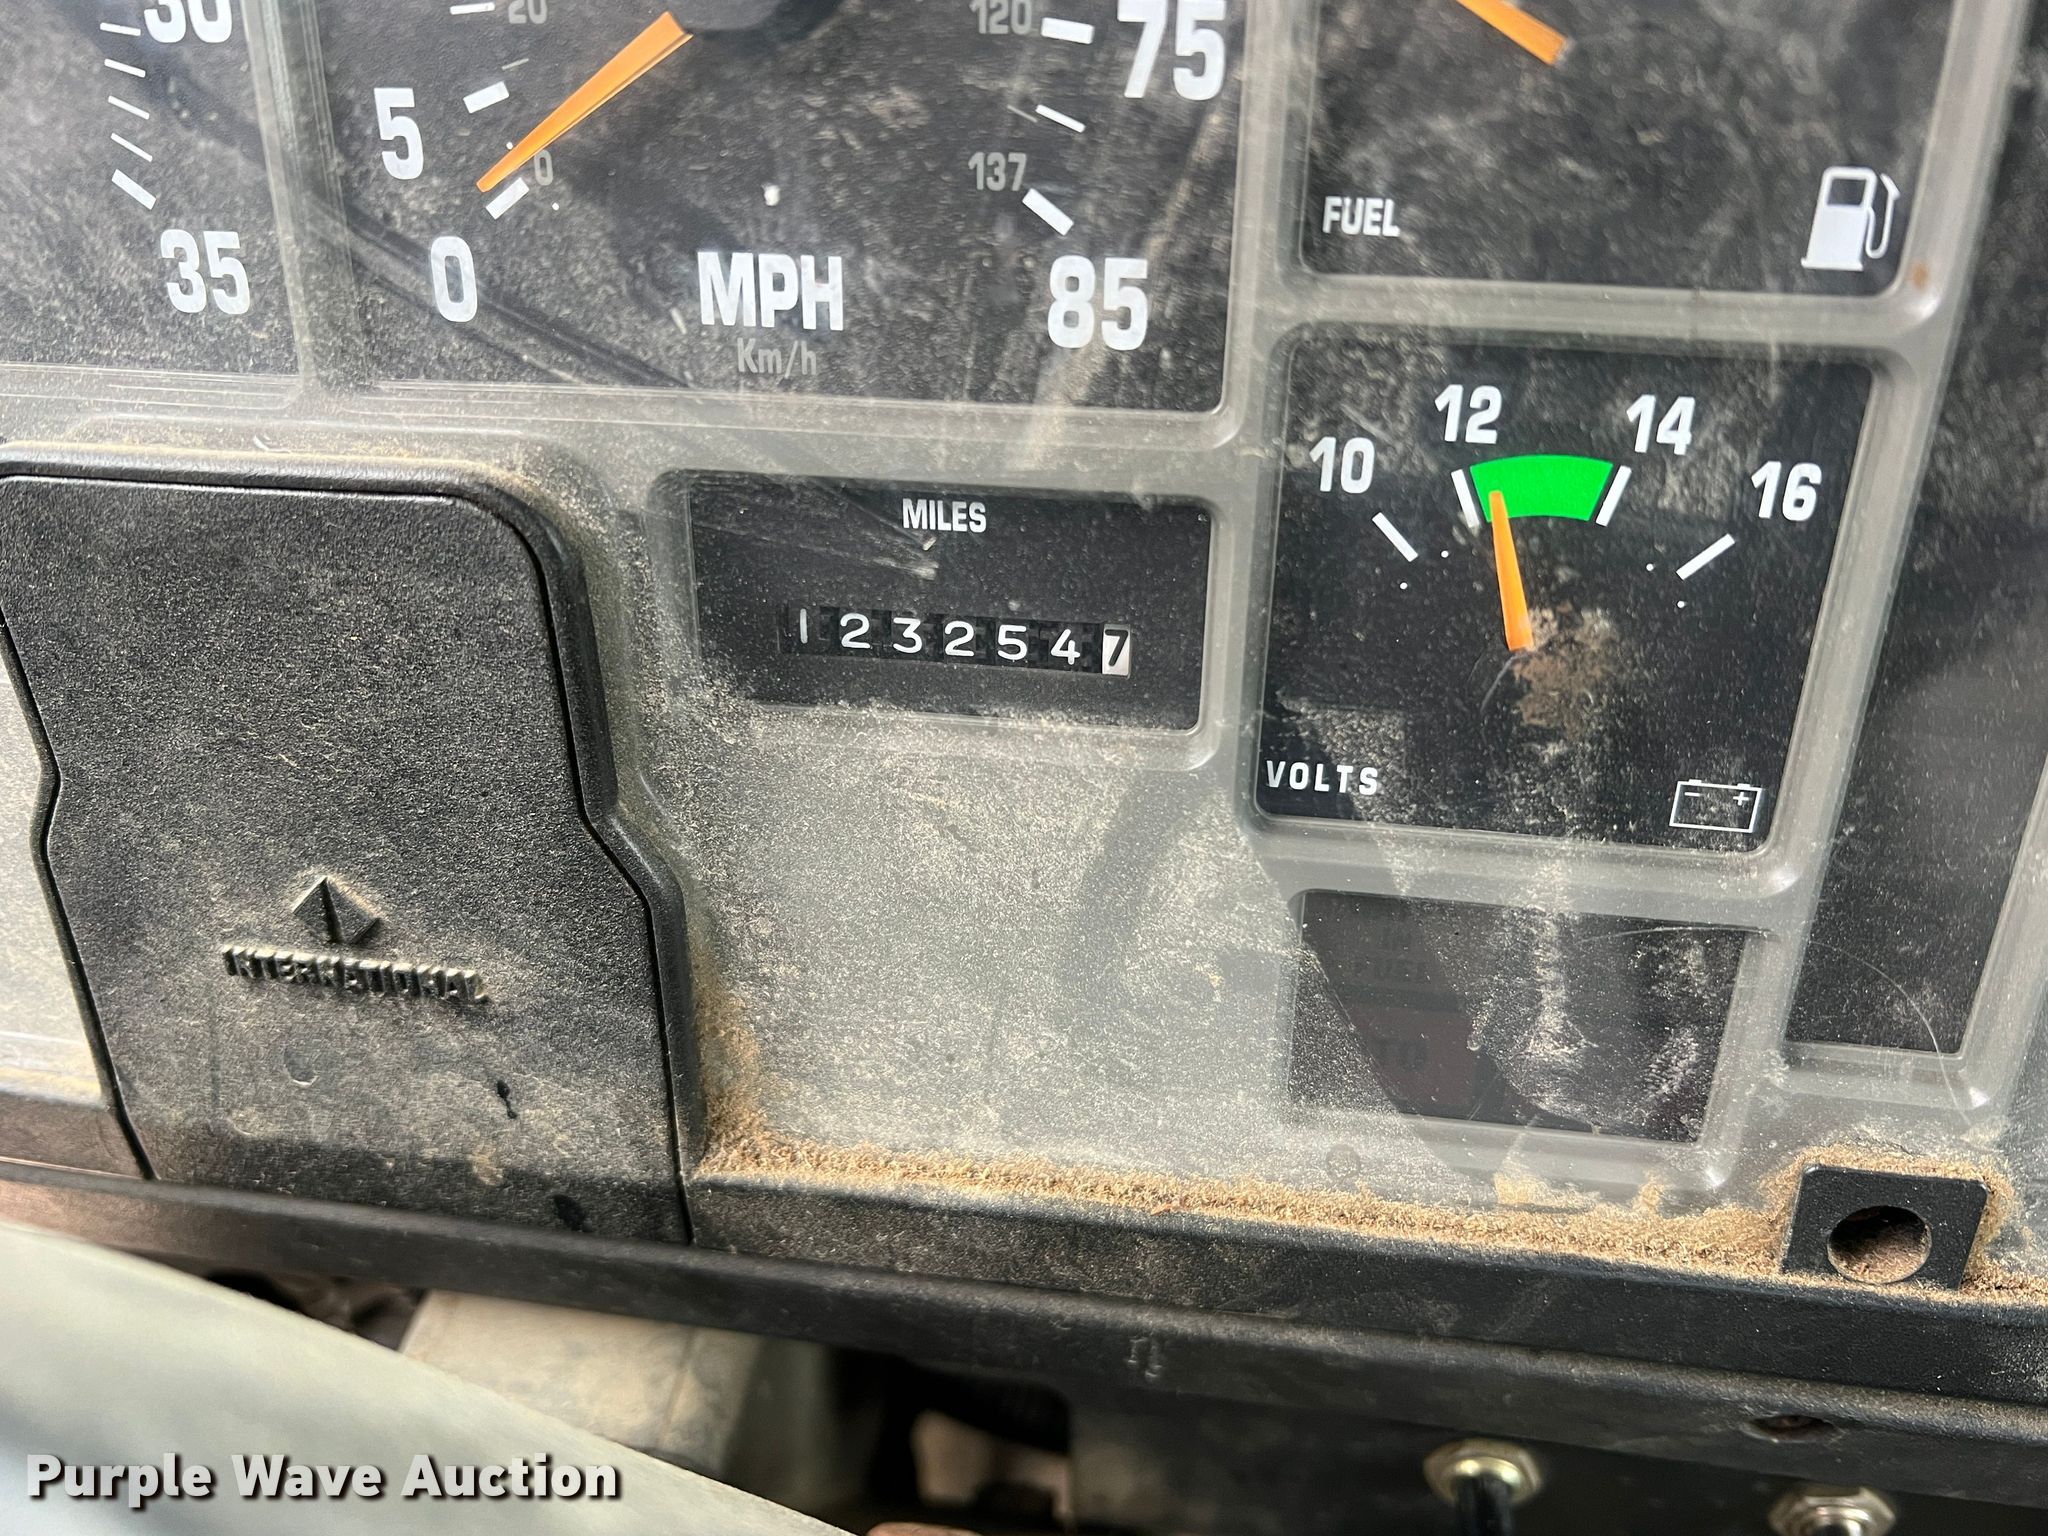 30
35
20
5
0
0
120
75
137
85
MPH
Km/h
FUEL
10
12
14
16
VOLTS
- +
MILES
1232547
INTERNATIONAL
Purple Wave Auction